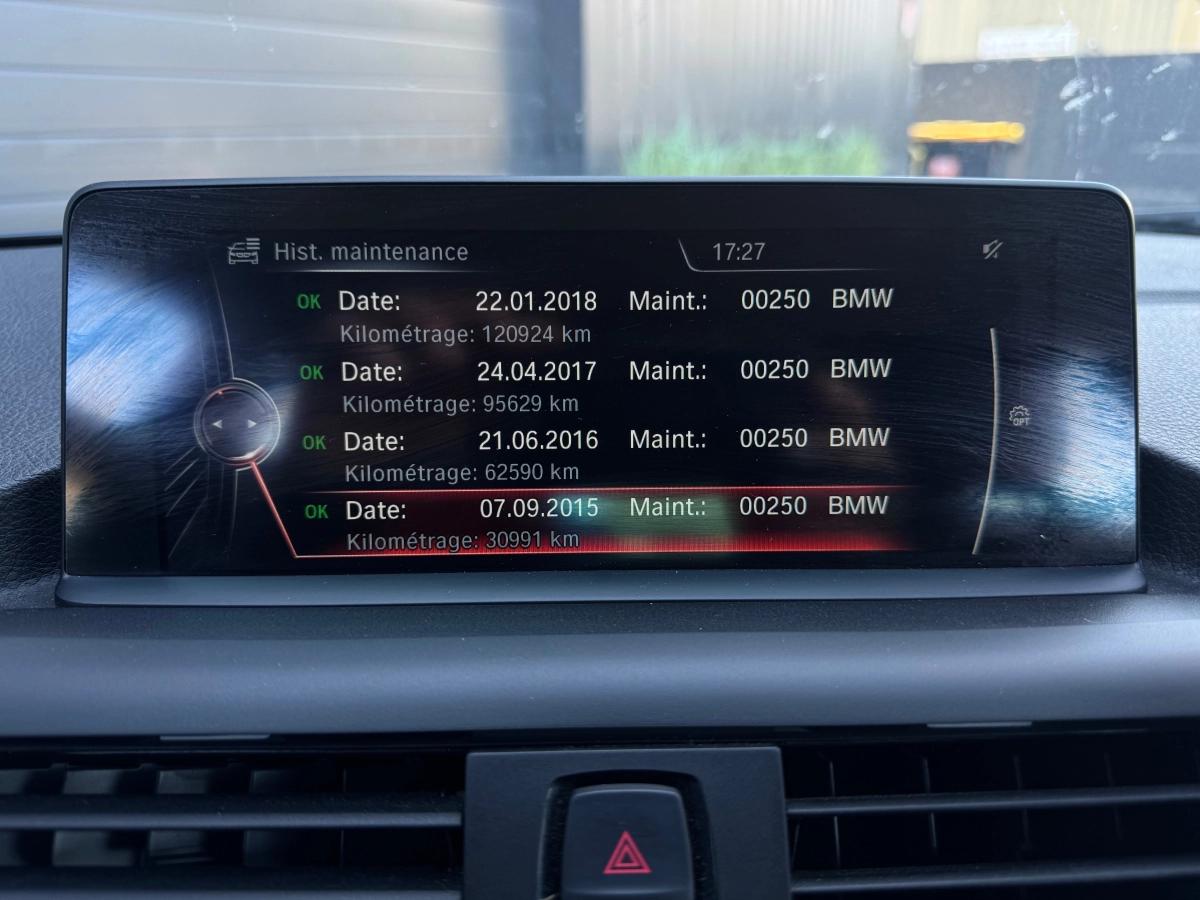 Hist. maintenance 17:27
OK Date: 22.01.2018 Maint.: 00250 BMW
Kilométrage: 120924 km
OK Date: 24.04.2017 Maint.: 00250 BMW
Kilométrage: 95629 km
OK Date: 21.06.2016 Maint.: 00250 BMW
Kilométrage: 62590 km
OPT
OK Date: 07.09.2015 Maint.: 00250 BMW
Kilométrage: 30991 km